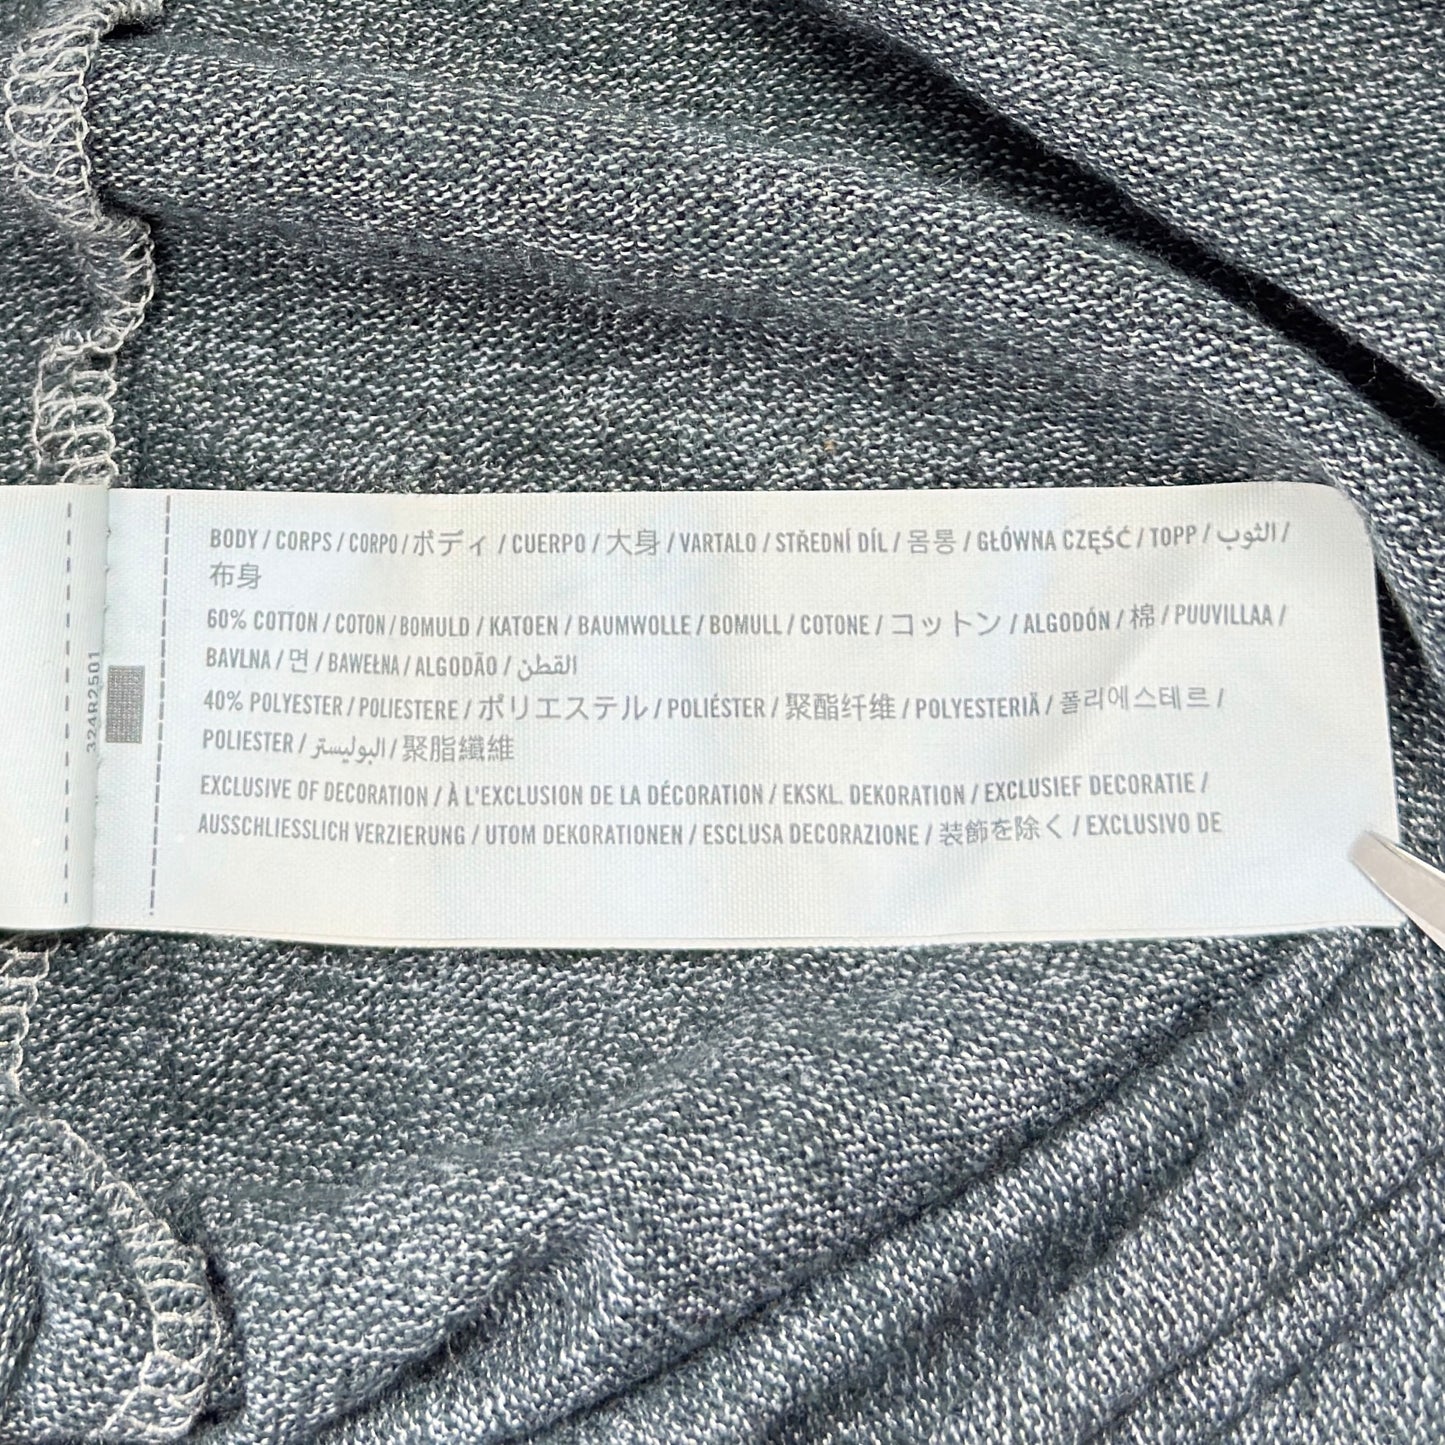 BODY / CORPS / CORPO / ボディ / CUERPO / 大身 / VARTALO / STŘEDNÍ DÍL / 몸통 / GŁÓWNA CZĘŚĆ / TOPP / الثوب /
布身
60% COTTON / COTON / BOMULD / KATOEN / BAUMWOLLE / BOMULL / COTONE / コットン / ALGODÓN / 棉 / PUUVILLAA /
BAVLNA / 면 / BAWEŁNA / ALGODÃO / القطن
40% POLYESTER / POLIESTERE / ポリエステル / POLIÉSTER / 聚酯纤维 / POLYESTERIÄ / 폴리에스테르 /
POLIESTER / البوليستر / 聚脂纖維
EXCLUSIVE OF DECORATION / À L'EXCLUSION DE LA DÉCORATION / EKSKL. DEKORATION / EXCLUSIEF DECORATIE /
AUSSCHLIESSLICH VERZIERUNG / UTOM DEKORATIONEN / ESCLUSA DECORAZIONE / 装飾を除く / EXCLUSIVO DE
324R2501